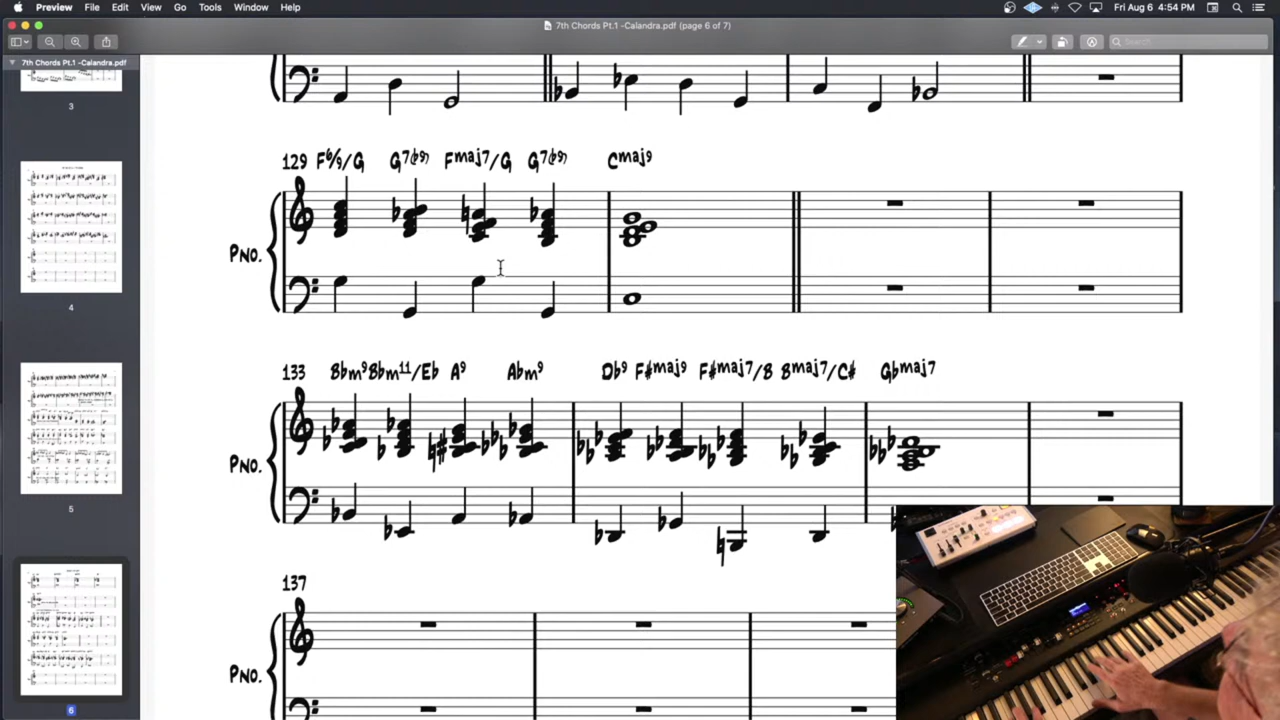 Preview File Edit View Go Tools Window Help Fri Aug 6 4:54 PM
7th Chords Pt.1 -Calandra.pdf (page 6 of 7)
Search
7th Chords Pt.1 -Calandra.pdf
3
4
5
6
129 F6/9/G G7(b9) Fmaj7/G G7(b9) Cmaj9
PNO.
133 Bbm9 Bbm11/Eb A9 Abm9 Db9 F#maj9 F#maj7/B Bmaj7/C# Gbmaj7
PNO.
137
PNO.